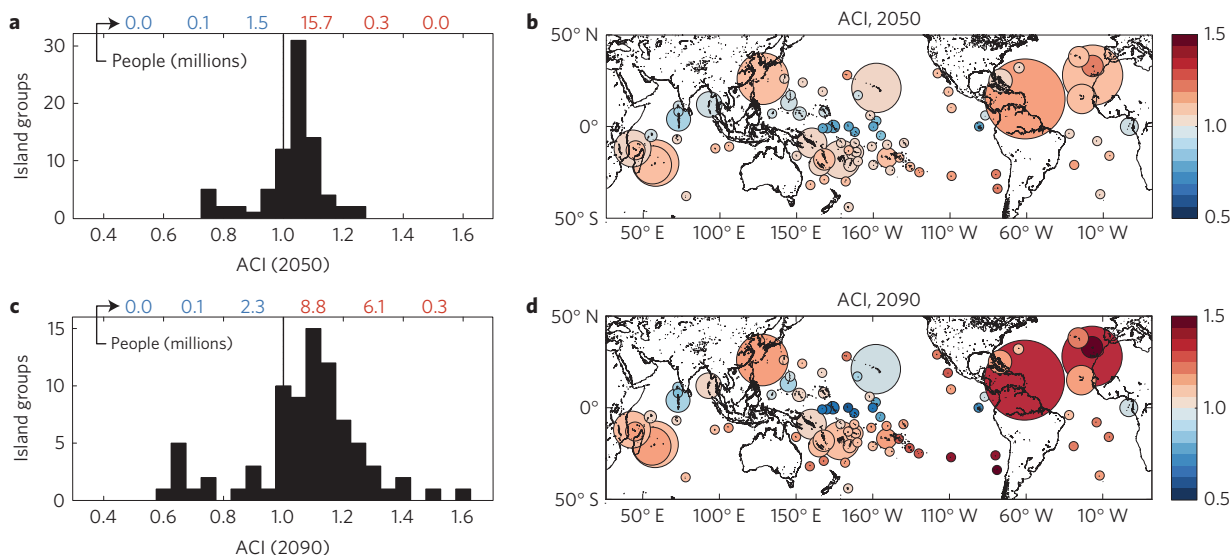 a
0.0 0.1 1.5 15.7 0.3 0.0
People (millions)
30
20
10
0
Island groups
0.4 0.6 0.8 1.0 1.2 1.4 1.6
ACI (2050)
b
ACI, 2050
50° N
0°
50° S
50° E 100° E 150° E 160° W 110° W 60° W 10° W
1.5
1.0
0.5
c
0.0 0.1 2.3 8.8 6.1 0.3
People (millions)
15
10
5
0
Island groups
0.4 0.6 0.8 1.0 1.2 1.4 1.6
ACI (2090)
d
ACI, 2090
50° N
0°
50° S
50° E 100° E 150° E 160° W 110° W 60° W 10° W
1.5
1.0
0.5